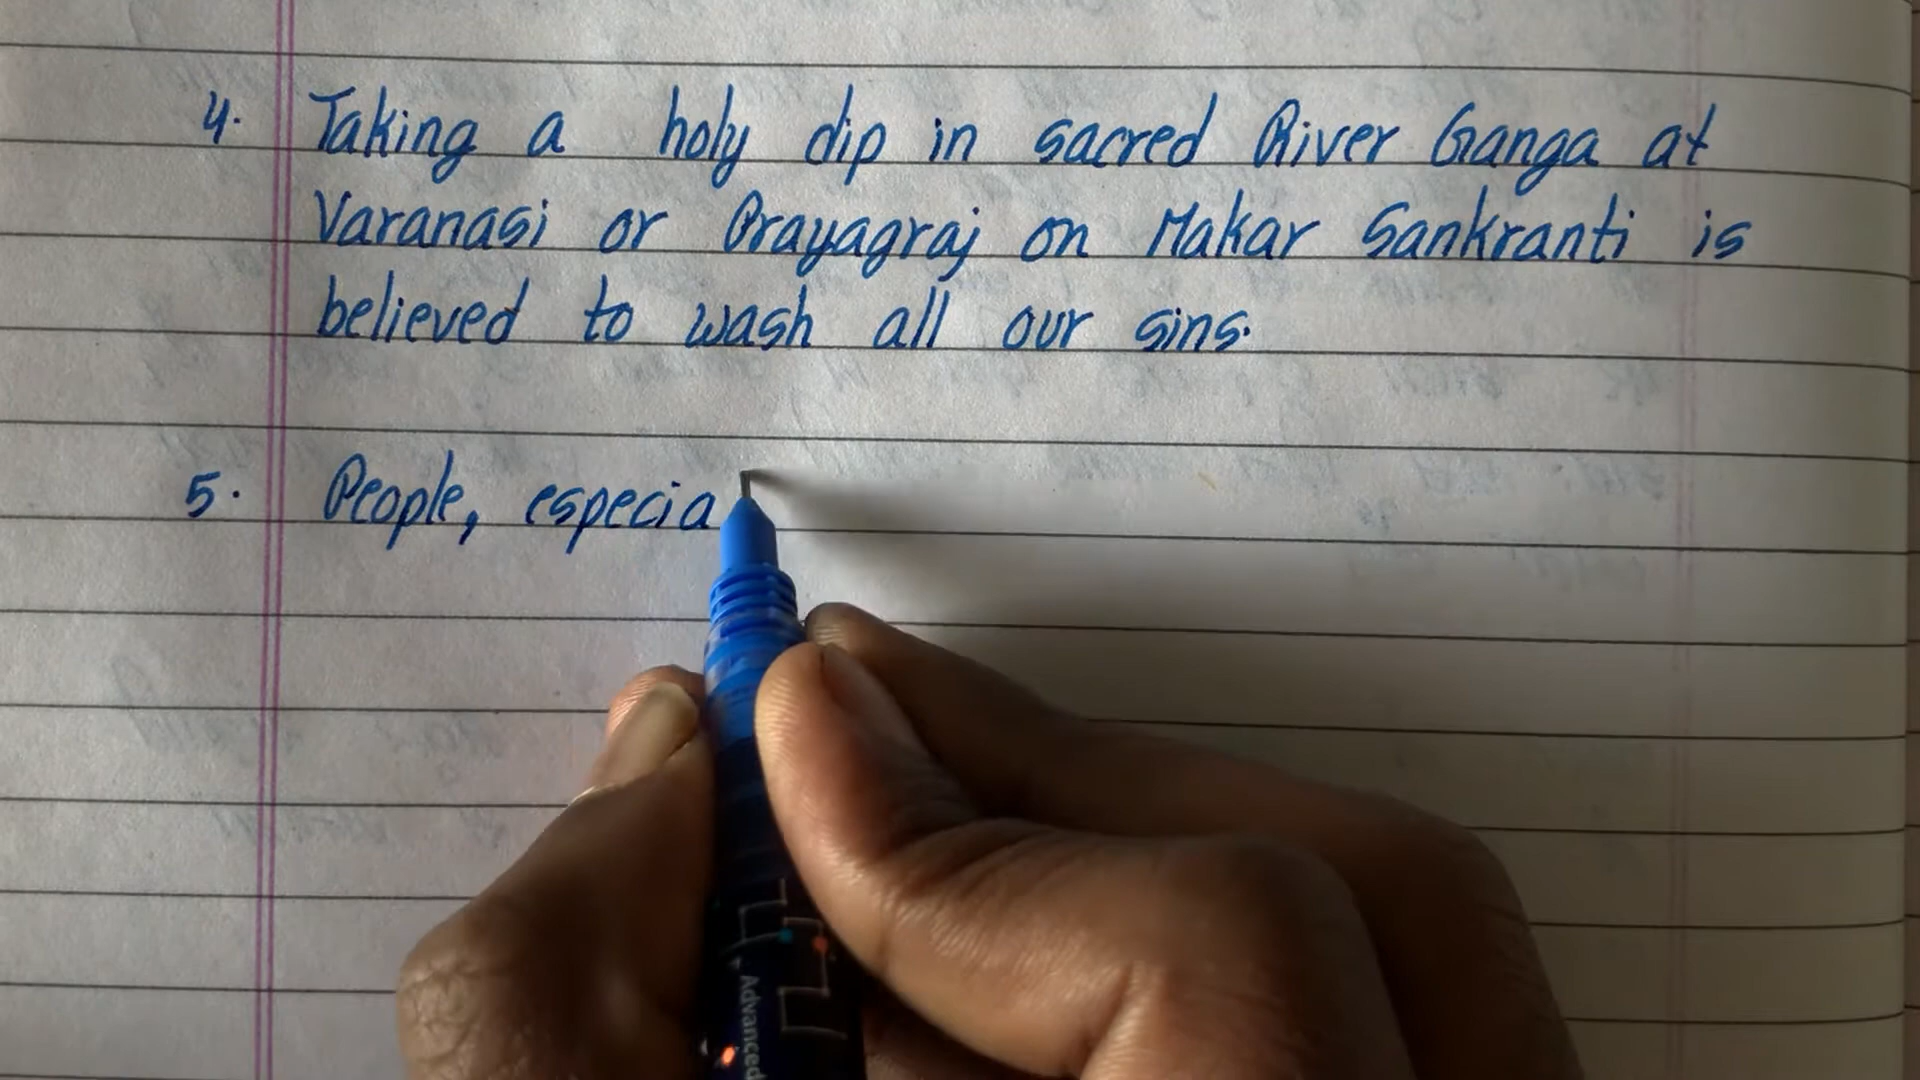 4. Taking a holy dip in sacred River Ganga at
Varanasi or Prayagraj on Makar Sankranti is
believed to wash all our sins.
5. People, especia
Advanced